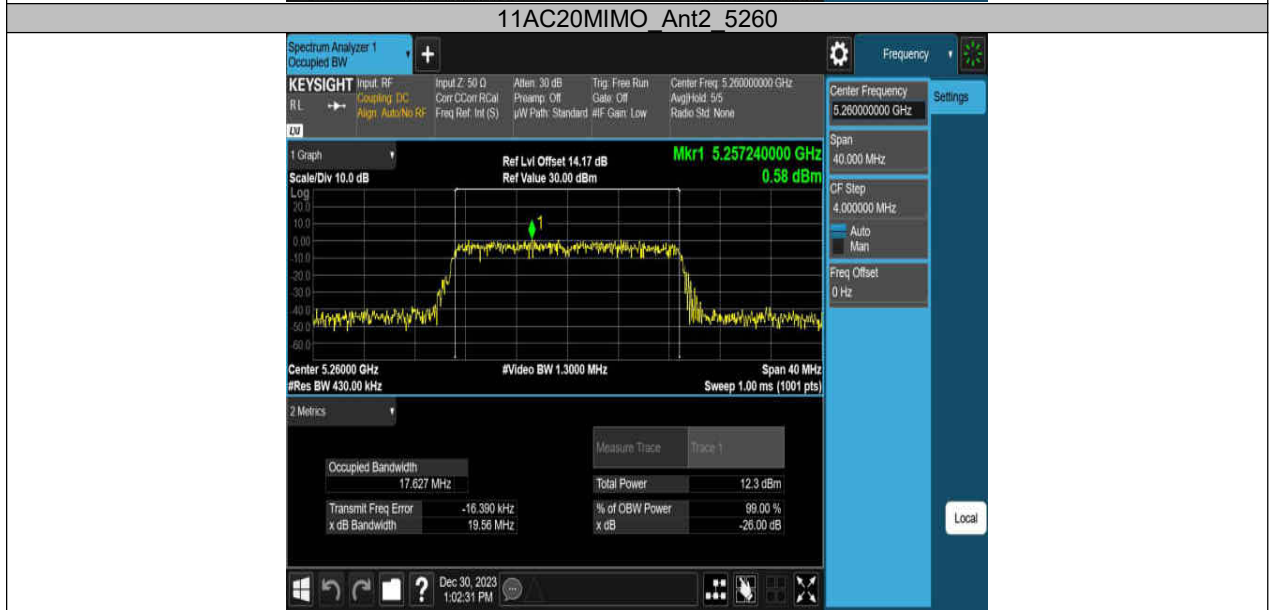 11AC20MIMO_Ant2_5260
Spectrum Analyzer 1
Occupied BW
+
Frequency
KEYSIGHT
RL
LXI
Input: RF
Coupling: DC
Align: Auto/No RF
Input Z: 50 Ω
Corr CCorr RCal
Freq Ref: Int (S)
Atten: 30 dB
Preamp: Off
µW Path: Standard
Trig: Free Run
Gate: Off
#IF Gain: Low
Center Freq: 5.260000000 GHz
Avg|Hold: 5/5
Radio Std: None
Center Frequency
5.260000000 GHz
Settings
Span
40.000 MHz
CF Step
4.000000 MHz
Auto
Man
Freq Offset
0 Hz
Local
1 Graph
Scale/Div 10.0 dB
Ref Lvl Offset 14.17 dB
Ref Value 30.00 dBm
Mkr1 5.257240000 GHz
0.58 dBm
Log
20.0
10.0
0.00
-10.0
-20.0
-30.0
-40.0
-50.0
-60.0
1
Center 5.26000 GHz
#Res BW 430.00 kHz
#Video BW 1.3000 MHz
Span 40 MHz
Sweep 1.00 ms (1001 pts)
2 Metrics
Measure Trace Trace 1
Occupied Bandwidth
17.627 MHz
Total Power 12.3 dBm
Transmit Freq Error -16.390 kHz
% of OBW Power 99.00 %
x dB Bandwidth 19.56 MHz
x dB -26.00 dB
?
Dec 30, 2023
1:02:31 PM